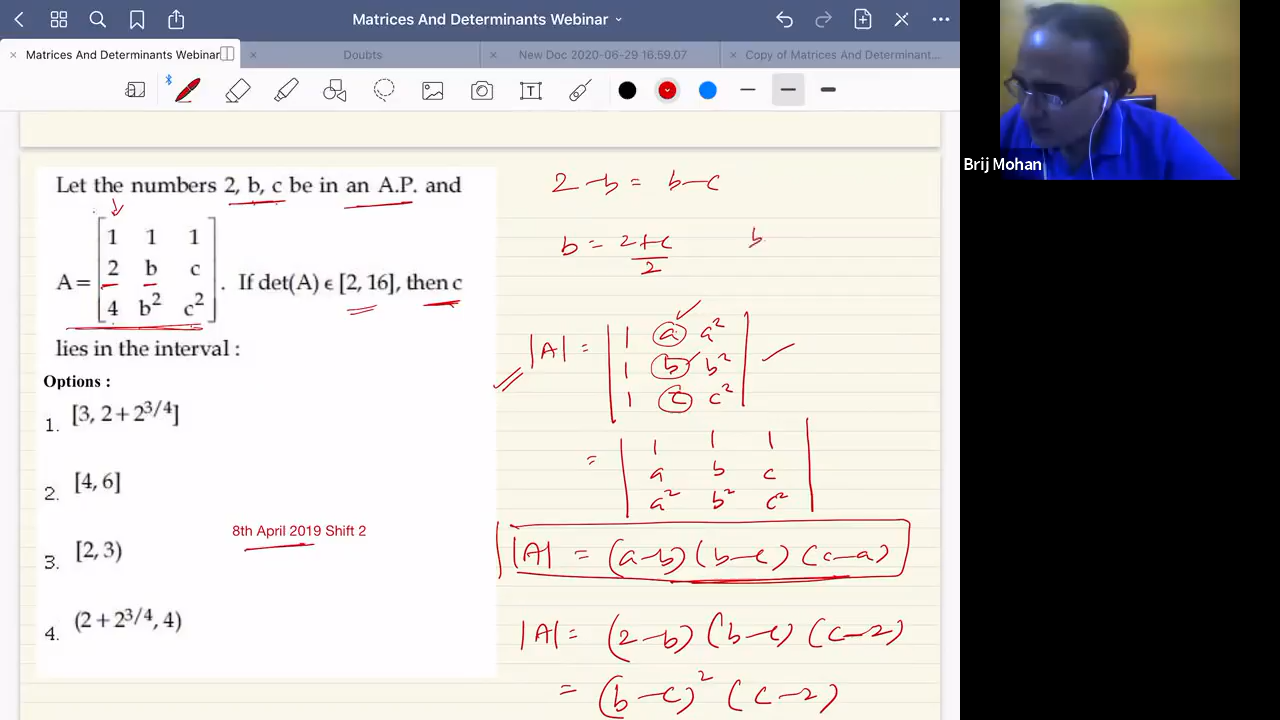 Matrices And Determinants Webinar
Matrices And Determinants Webinar
Doubts
New Doc 2020-06-29 16.59.07
Copy of Matrices And Determinant...
T
Brij Mohan
Let the numbers 2, b, c be in an A.P. and
A = [1 1 1
2 b c
4 b² c²]. If det(A) ∈ [2, 16], then c
lies in the interval :
Options :
1. [3, 2 + 2^{3/4}]
2. [4, 6]
3. [2, 3)
4. (2 + 2^{3/4}, 4)
8th April 2019 Shift 2
2 - b = b - c
b = (2+c)/2 b
|A| = |1 a a²
1 b b²
1 c c²|
= |1 1 1
a b c
a² b² c²|
|A| = (a-b) (b-c) (c-a)
|A| = (2-b) (b-c) (c-2)
= (b-c)² (c-2)